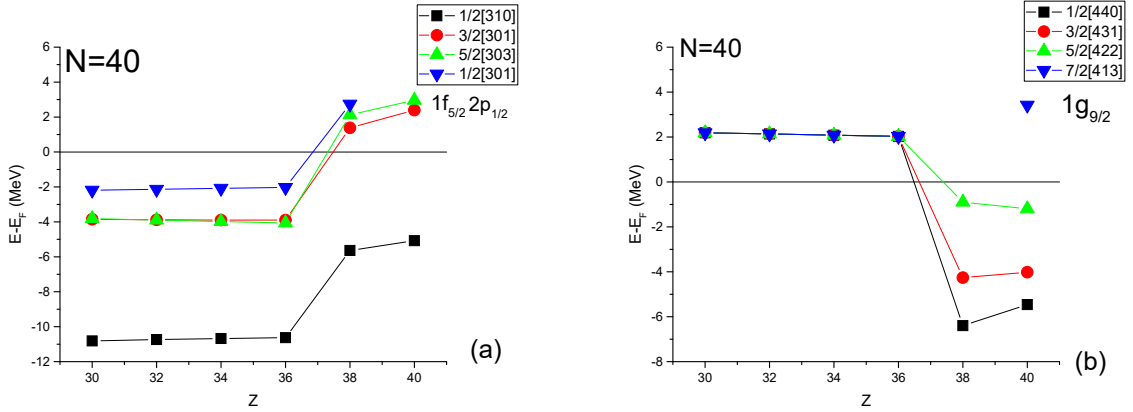 N=40
1/2[310]
3/2[301]
5/2[303]
1/2[301]
1f5/2 2p1/2
E-EF (MeV)
6
4
2
0
-2
-4
-6
-8
-10
-12
30 32 34 36 38 40
Z
(a)
N=40
1/2[440]
3/2[431]
5/2[422]
7/2[413]
1g9/2
E-EF (MeV)
6
4
2
0
-2
-4
-6
-8
30 32 34 36 38 40
Z
(b)